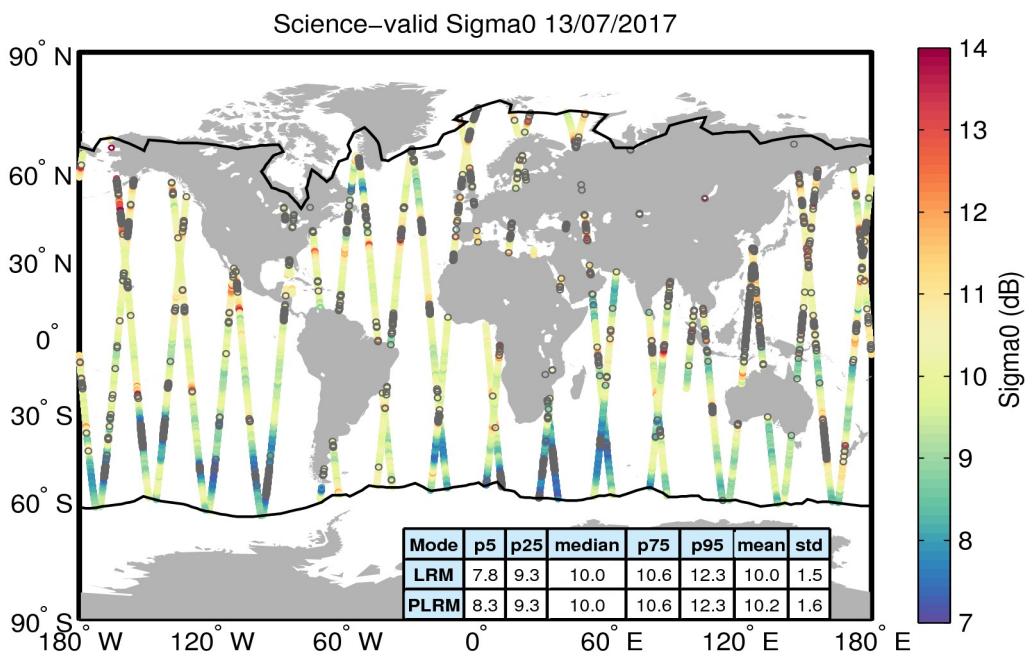 Science−valid Sigma0 13/07/2017
90° N
60° N
30° N
0°
30° S
60° S
90° S
180° W 120° W 60° W 0° 60° E 120° E 180° E
Mode p5 p25 median p75 p95 mean std
LRM 7.8 9.3 10.0 10.6 12.3 10.0 1.5
PLRM 8.3 9.3 10.0 10.6 12.3 10.2 1.6
14
13
12
11
10
9
8
7
Sigma0 (dB)